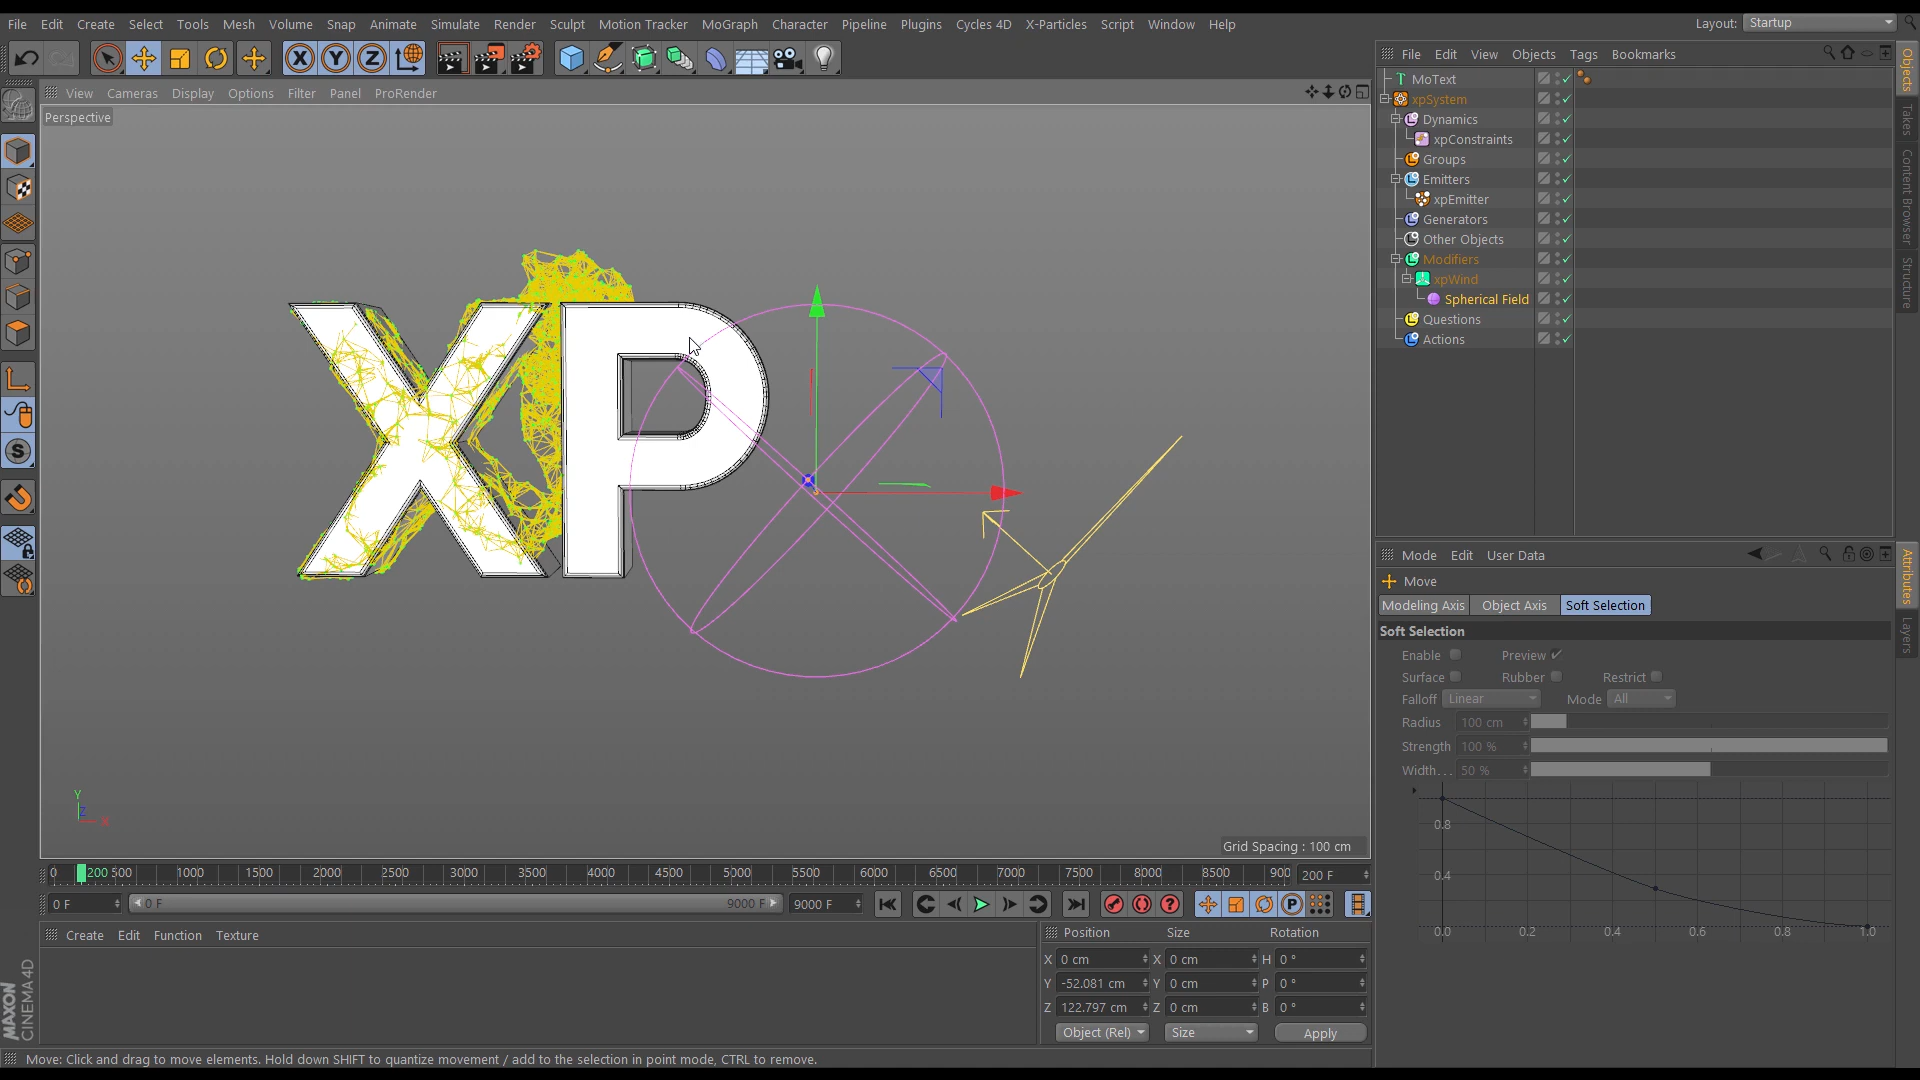 File Edit Create Select Tools Mesh Volume Snap Animate Simulate Render Sculpt Motion Tracker MoGraph Character Pipeline Plugins Cycles 4D X-Particles Script Window Help
Layout: Startup
View Cameras Display Options Filter Panel ProRender
Perspective
XP
Y
Z
X
Grid Spacing : 100 cm
0 200 500 1000 1500 2000 2500 3000 3500 4000 4500 5000 5500 6000 6500 7000 7500 8000 8500 900 200 F
0 F 0 F 9000 F 9000 F
Create Edit Function Texture
MAXON
CINEMA 4D
Position Size Rotation
X 0 cm X 0 cm H 0 °
Y -52.081 cm Y 0 cm P 0 °
Z 122.797 cm Z 0 cm B 0 °
Object (Rel) Size Apply
Move: Click and drag to move elements. Hold down SHIFT to quantize movement / add to the selection in point mode, CTRL to remove.
File Edit View Objects Tags Bookmarks
MoText
xpSystem
Dynamics
xpConstraints
Groups
Emitters
xpEmitter
Generators
Other Objects
Modifiers
xpWind
Spherical Field
Questions
Actions
Objects
Takes
Content Browser
Structure
Mode Edit User Data
Move
Modeling Axis Object Axis Soft Selection
Soft Selection
Enable Preview
Surface Rubber Restrict
Falloff Linear Mode All
Radius 100 cm
Strength 100 %
Width... 50 %
0.8
0.4
0.0 0.2 0.4 0.6 0.8 1.0
Attributes
Layers